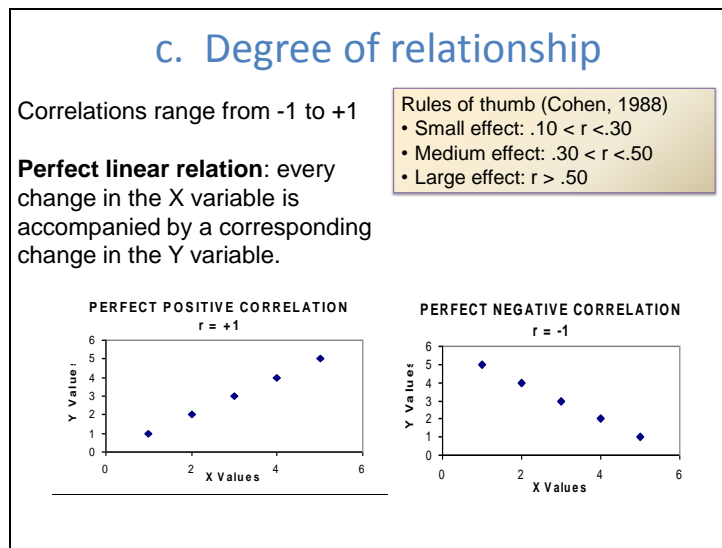 c. Degree of relationship
Correlations range from -1 to +1
Perfect linear relation: every
change in the X variable is
accompanied by a corresponding
change in the Y variable.
Rules of thumb (Cohen, 1988)
• Small effect: .10 < r <.30
• Medium effect: .30 < r <.50
• Large effect: r > .50
PERFECT POSITIVE CORRELATION
r = +1
6
5
4
3
2
1
0
Y Values
0 2 4 6
X Values
PERFECT NEGATIVE CORRELATION
r = -1
6
5
4
3
2
1
0
Y Values
0 2 4 6
X Values